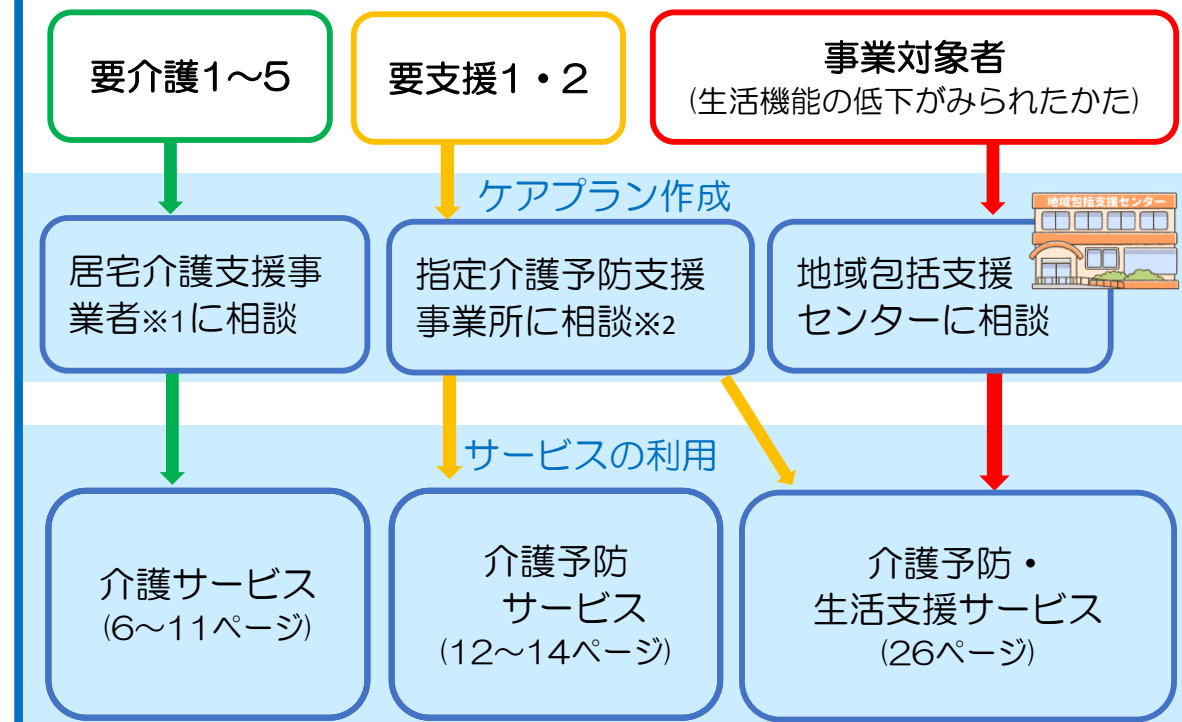 要介護1~5
要支援1・2
事業対象者
(生活機能の低下がみられたかた)
ケアプラン作成
地域包括支援センター
居宅介護支援事
業者※1に相談
指定介護予防支援
事業所に相談※2
地域包括支援
センターに相談
サービスの利用
介護サービス
(6~11ページ)
介護予防
サービス
(12~14ページ)
介護予防・
生活支援サービス
(26ページ)